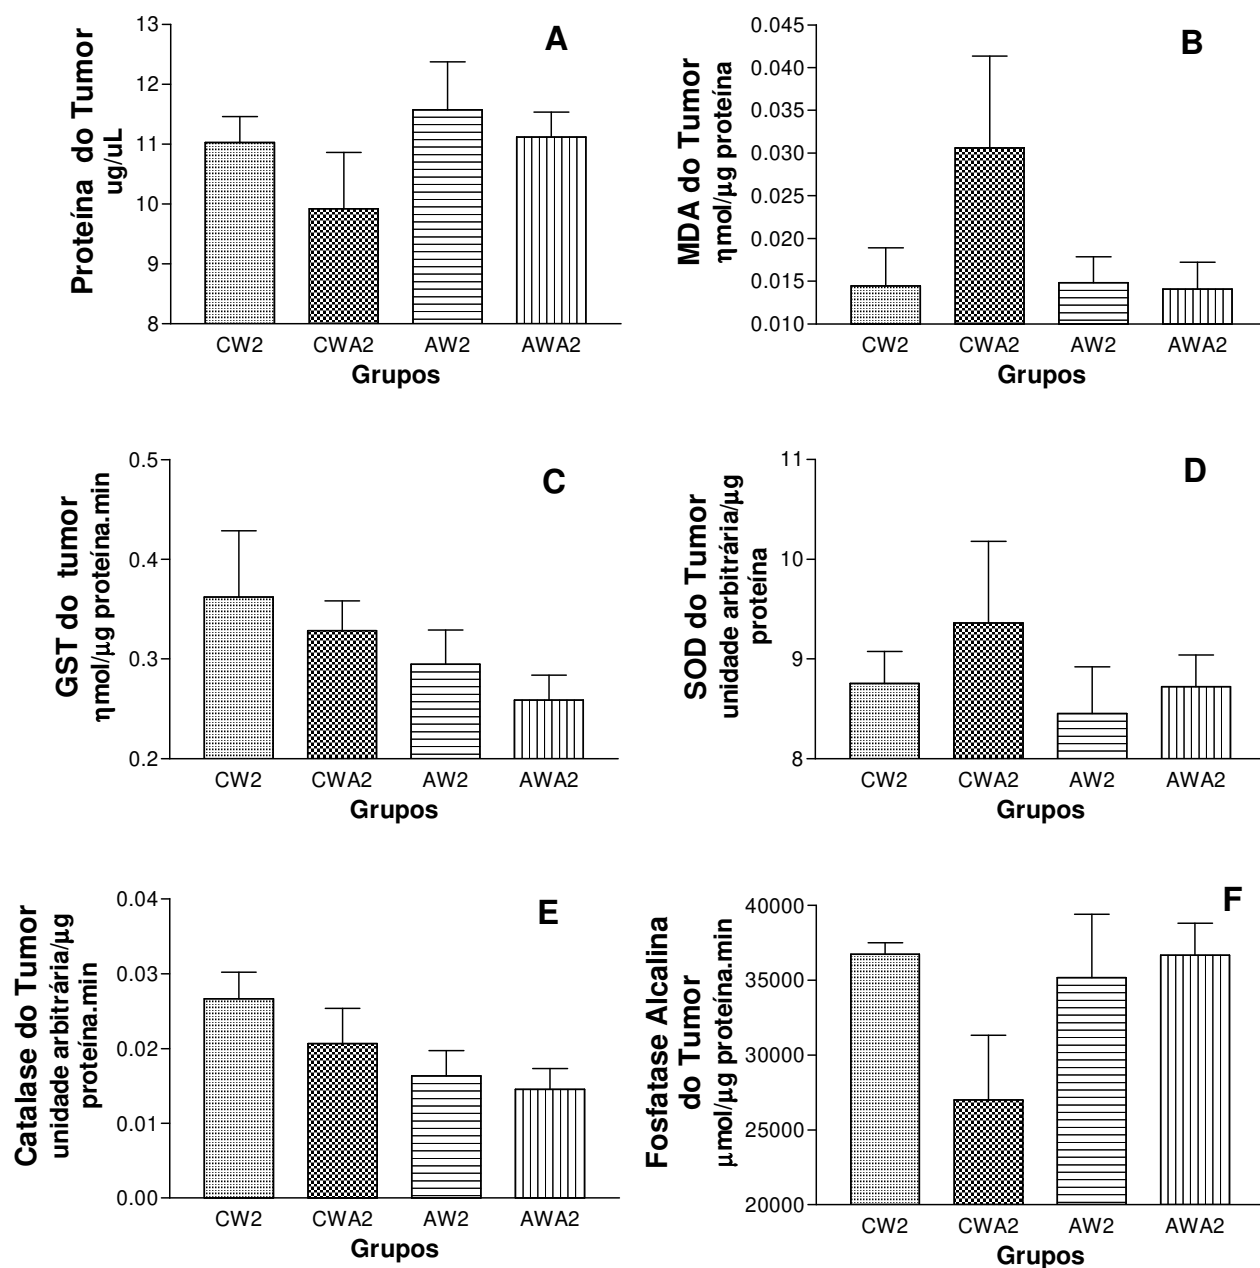 A
Proteína do Tumor
ug/uL
13
12
11
10
9
8
CW2 CWA2 AW2 AWA2
Grupos
B
MDA do Tumor
ηmol/µg proteína
0.045
0.040
0.035
0.030
0.025
0.020
0.015
0.010
CW2 CWA2 AW2 AWA2
Grupos
C
GST do tumor
ηmol/µg proteína.min
0.5
0.4
0.3
0.2
CW2 CWA2 AW2 AWA2
Grupos
D
SOD do Tumor
unidade arbitrária/µg
proteína
11
10
9
8
CW2 CWA2 AW2 AWA2
Grupos
E
Catalase do Tumor
unidade arbitrária/µg
proteína.min
0.04
0.03
0.02
0.01
0.00
CW2 CWA2 AW2 AWA2
Grupos
F
Fosfatase Alcalina
do Tumor
µmol/µg proteína.min
40000
35000
30000
25000
20000
CW2 CWA2 AW2 AWA2
Grupos